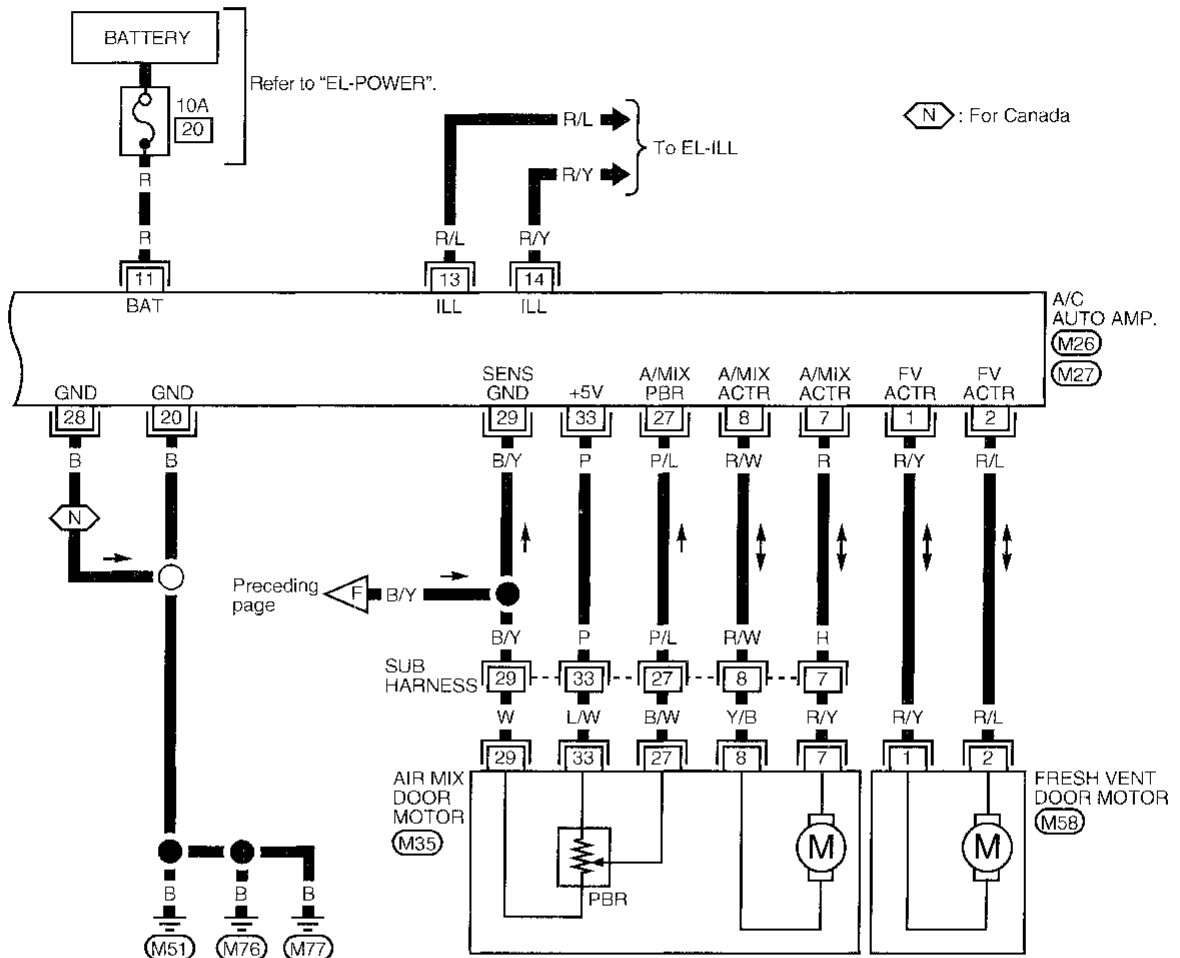 BATTERY
Refer to "EL-POWER".
10A
20
R
R
N : For Canada
R/L
R/Y
To EL-ILL
R/L R/Y
11 13 14
BAT ILL ILL
A/C
AUTO AMP.
M26
M27
GND GND SENS GND +5V A/MIX PBR A/MIX ACTR A/MIX ACTR FV ACTR FV ACTR
28 20 29 33 27 8 7 1 2
B B B/Y P P/L R/W R R/Y R/L
N
Preceding
page
F B/Y
B/Y P P/L R/W R
SUB
HARNESS
29 33 27 8 7
W L/W B/W Y/B R/Y R/Y R/L
29 33 27 8 7 1 2
AIR MIX
DOOR
MOTOR
M35
PBR
M
M
FRESH VENT
DOOR MOTOR
M58
B B B
M51 M76 M77